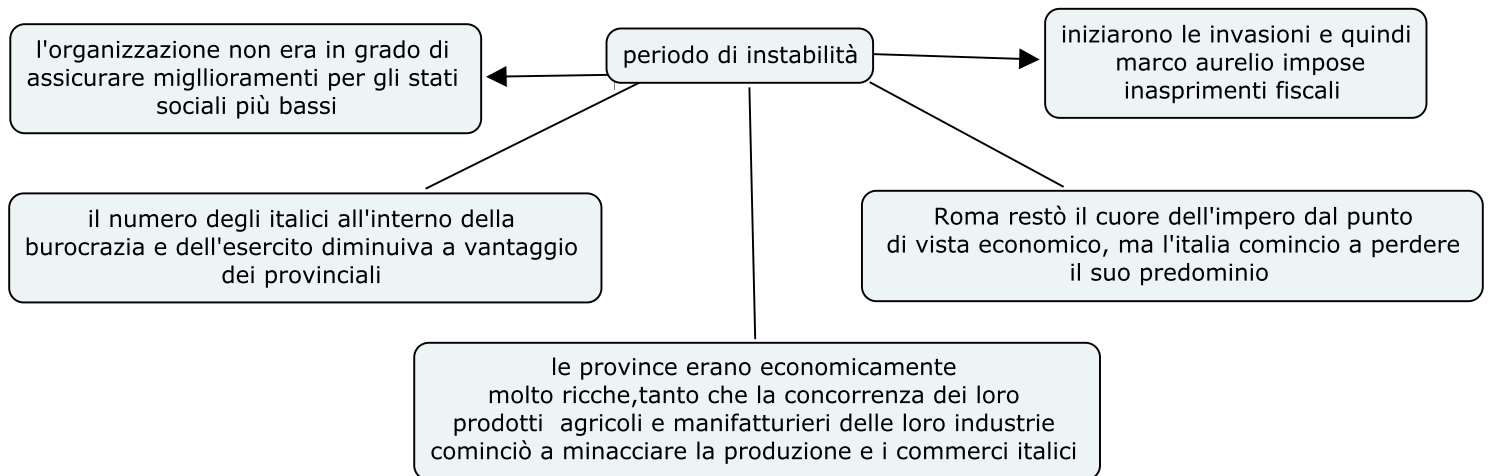 l'organizzazione non era in grado di
assicurare migllioramenti per gli stati
sociali più bassi
periodo di instabilità
iniziarono le invasioni e quindi
marco aurelio impose
inasprimenti fiscali
il numero degli italici all'interno della
burocrazia e dell'esercito diminuiva a vantaggio
dei provinciali
Roma restò il cuore dell'impero dal punto
di vista economico, ma l'italia comincio a perdere
il suo predominio
le province erano economicamente
molto ricche,tanto che la concorrenza dei loro
prodotti agricoli e manifatturieri delle loro industrie
cominciò a minacciare la produzione e i commerci italici